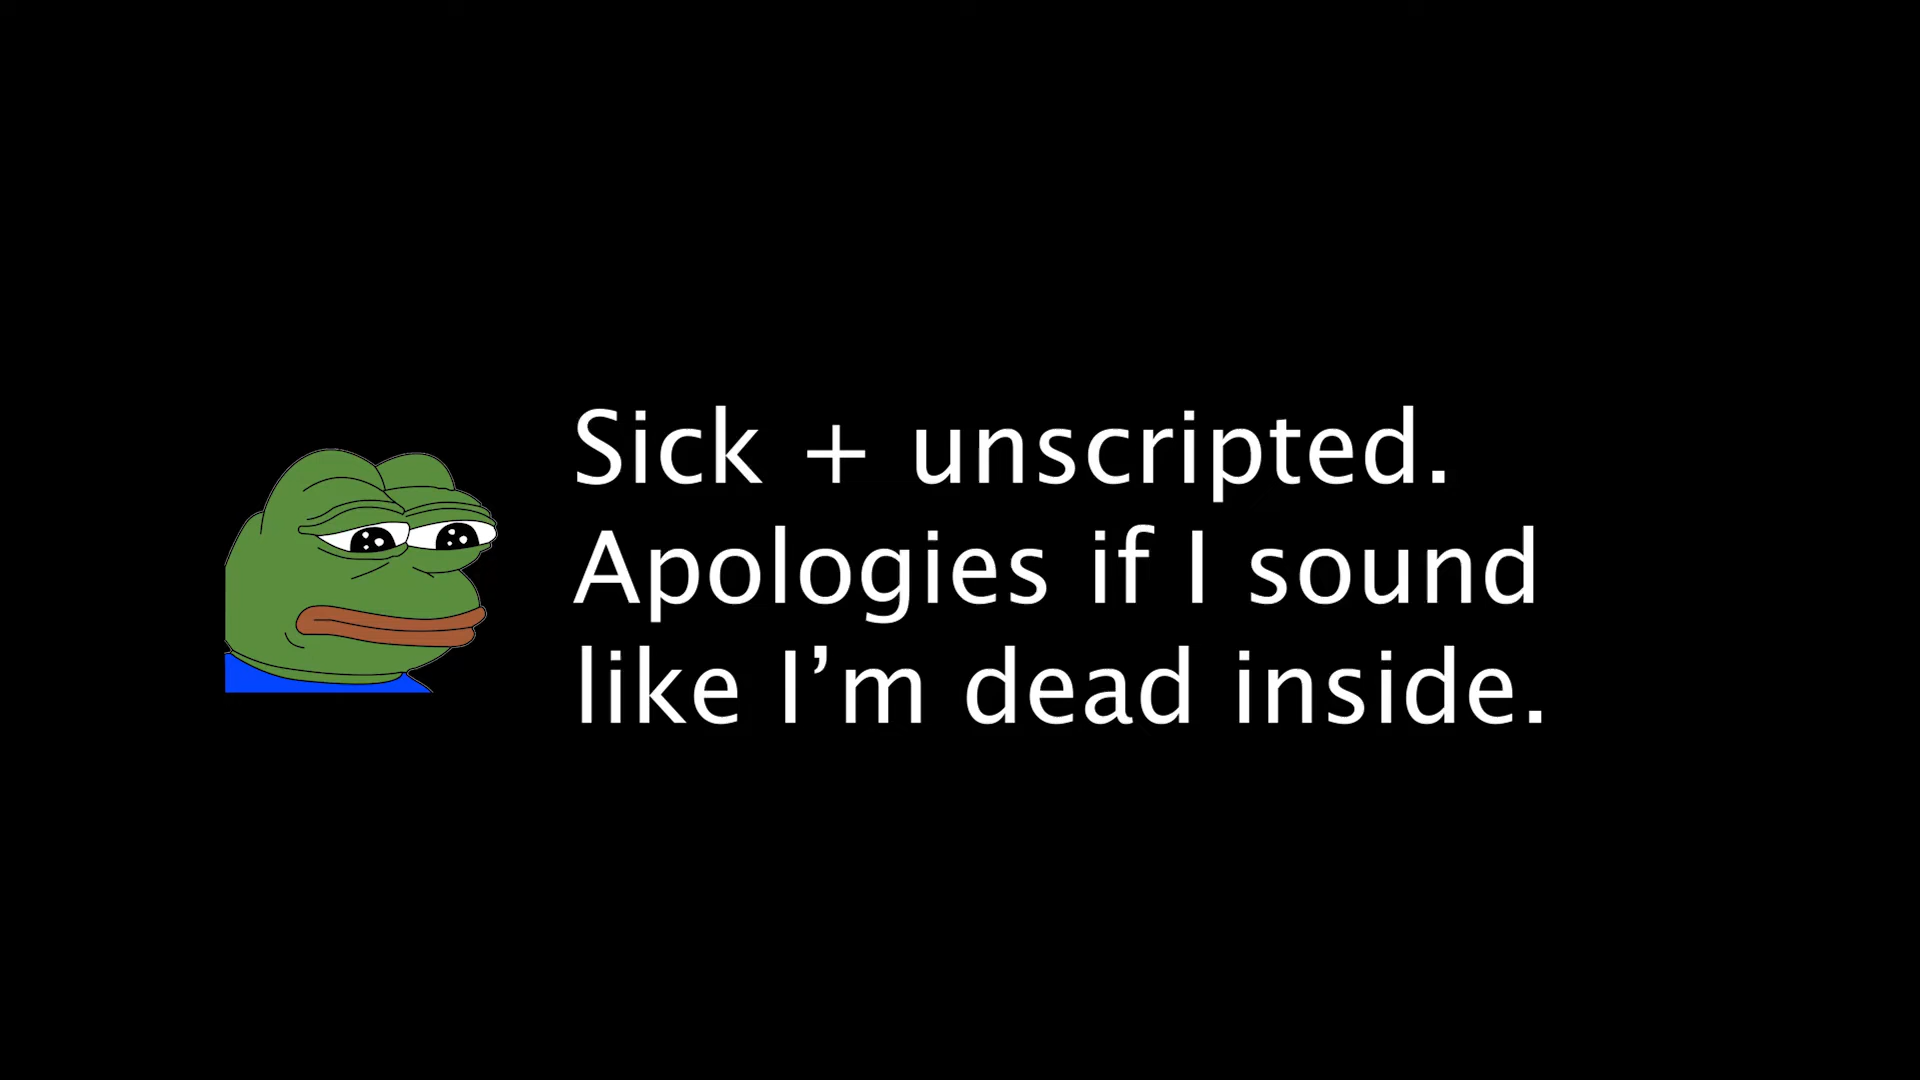 Sick + unscripted.
Apologies if I sound
like I’m dead inside.